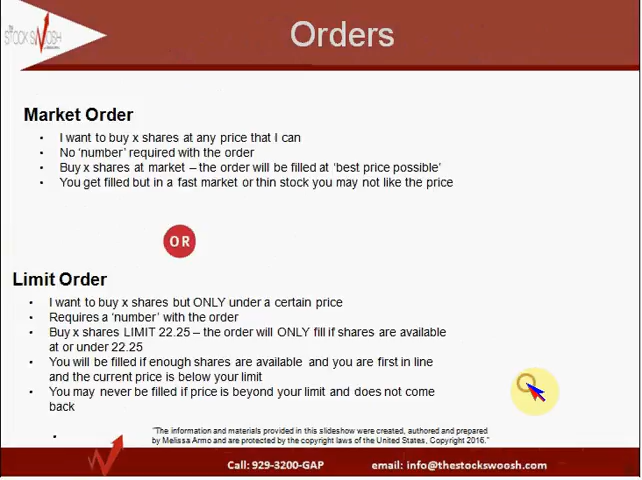 THE
STOCK SWOOSH
Orders
Market Order
• I want to buy x shares at any price that I can
• No ‘number’ required with the order
• Buy x shares at market – the order will be filled at ‘best price possible’
• You get filled but in a fast market or thin stock you may not like the price
OR
Limit Order
• I want to buy x shares but ONLY under a certain price
• Requires a ‘number’ with the order
• Buy x shares LIMIT 22.25 – the order will ONLY fill if shares are available
at or under 22.25
• You will be filled if enough shares are available and you are first in line
and the current price is below your limit
• You may never be filled if price is beyond your limit and does not come
back
•
"The information and materials provided in this slideshow were created, authored and prepared
by Melissa Armo and are protected by the copyright laws of the United States, Copyright 2016."
Call: 929-3200-GAP email: info@thestockswoosh.com